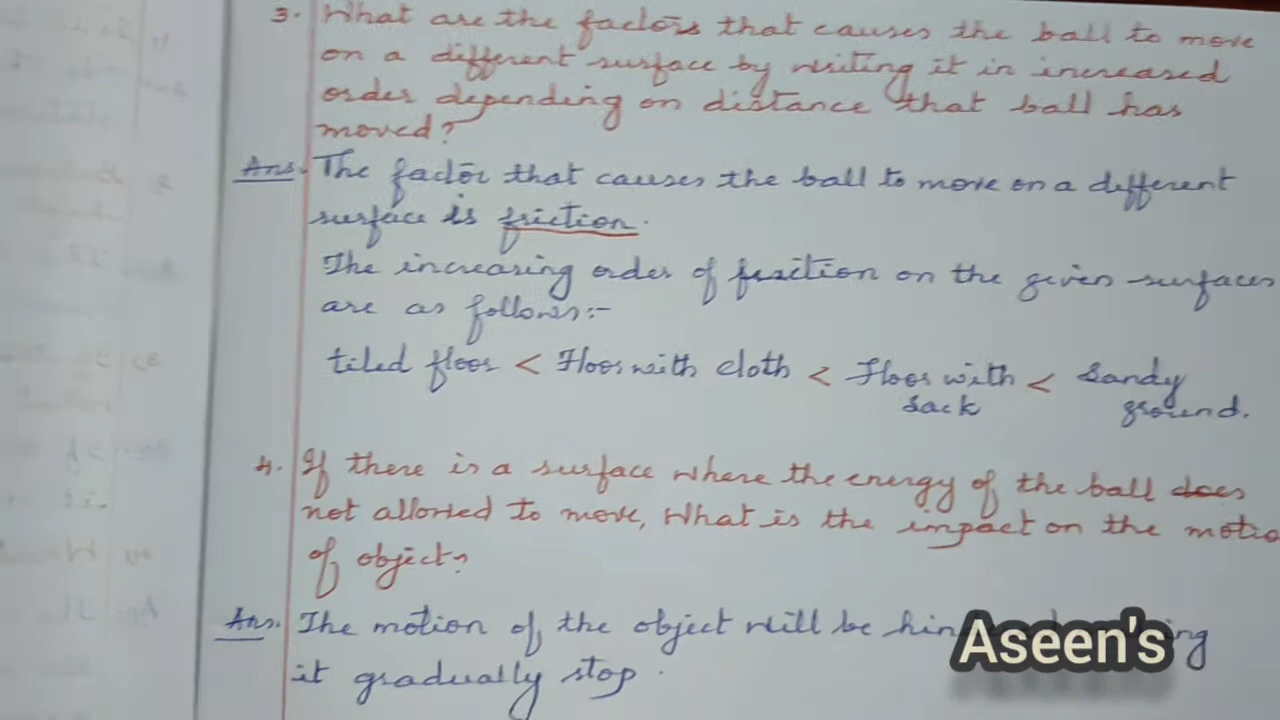 3. What are the factors that causes the ball to move
on a different surface by writing it in increased
order depending on distance that ball has
moved?
Ans. The factor that causes the ball to move on a different
surface is friction.
The increasing order of friction on the given surfaces
are as follows:-
tiled floor < Floor with cloth < Floor with < Sandy
sack ground.
4. If there is a surface where the energy of the ball does
not allowed to move, What is the impact on the motio
of object?
Ans. The motion of the object will be
it gradually stop.
Aseen's